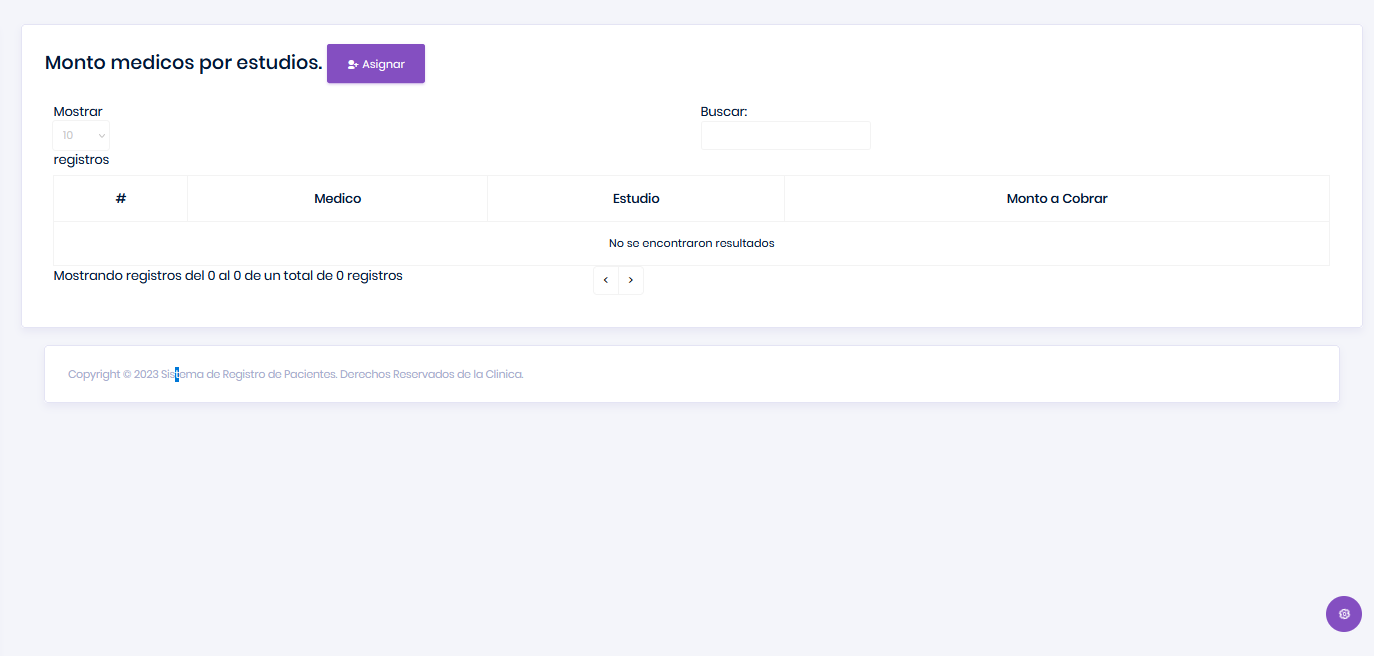 Monto medicos por estudios. Asignar
Mostrar
Buscar:
10
registros
# Medico Estudio Monto a Cobrar
No se encontraron resultados
Mostrando registros del 0 al 0 de un total de 0 registros
< >
Copyright © 2023 Sistema de Registro de Pacientes. Derechos Reservados de la Clinica.